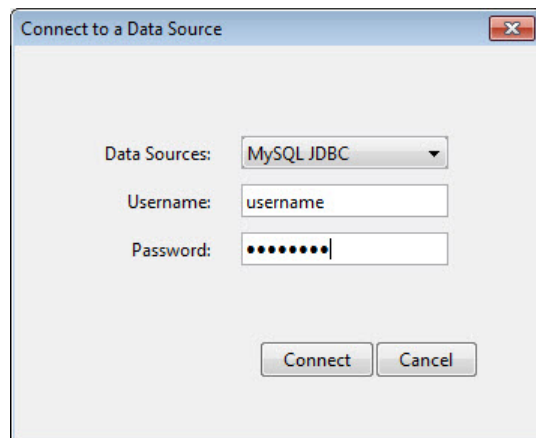 Connect to a Data Source
Data Sources: MySQL JDBC
Username: username
Password: ••••••••
Connect Cancel